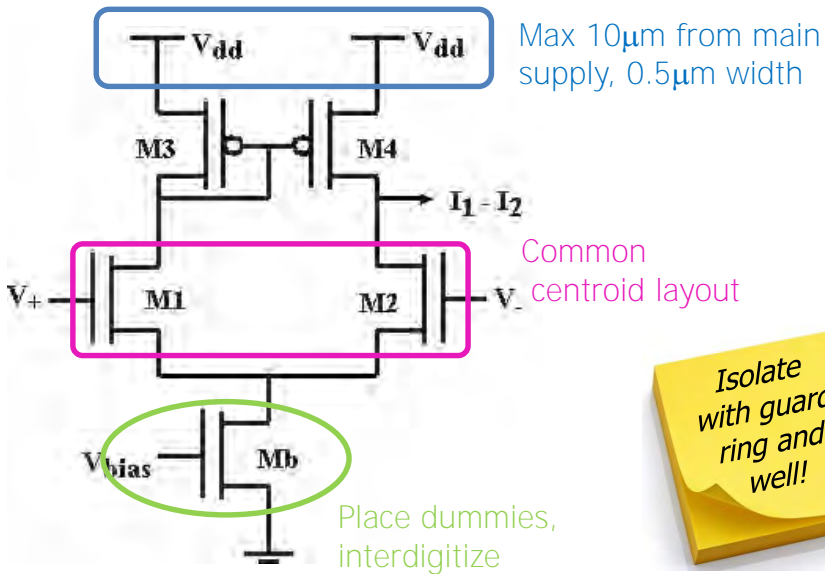 Vdd
Vdd
Max 10μm from main
supply, 0.5μm width
M3
M4
I1 - I2
Common
centroid layout
V+
M1
M2
V-
Isolate
with guard
ring and
well!
Vbias
Mb
Place dummies,
interdigitize